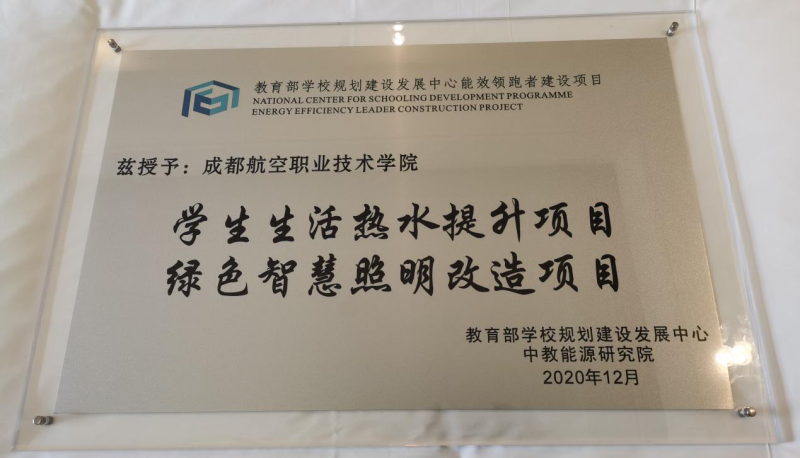 教育部学校规划建设发展中心能效领跑者建设项目
NATIONAL CENTER FOR SCHOOLING DEVELOPMENT PROGRAMME
ENERGY EFFICIENCY LEADER CONSTRUCTION PROJECT
兹授予：成都航空职业技术学院
学生生活热水提升项目
绿色智慧照明改造项目
教育部学校规划建设发展中心
中教能源研究院
2020年12月